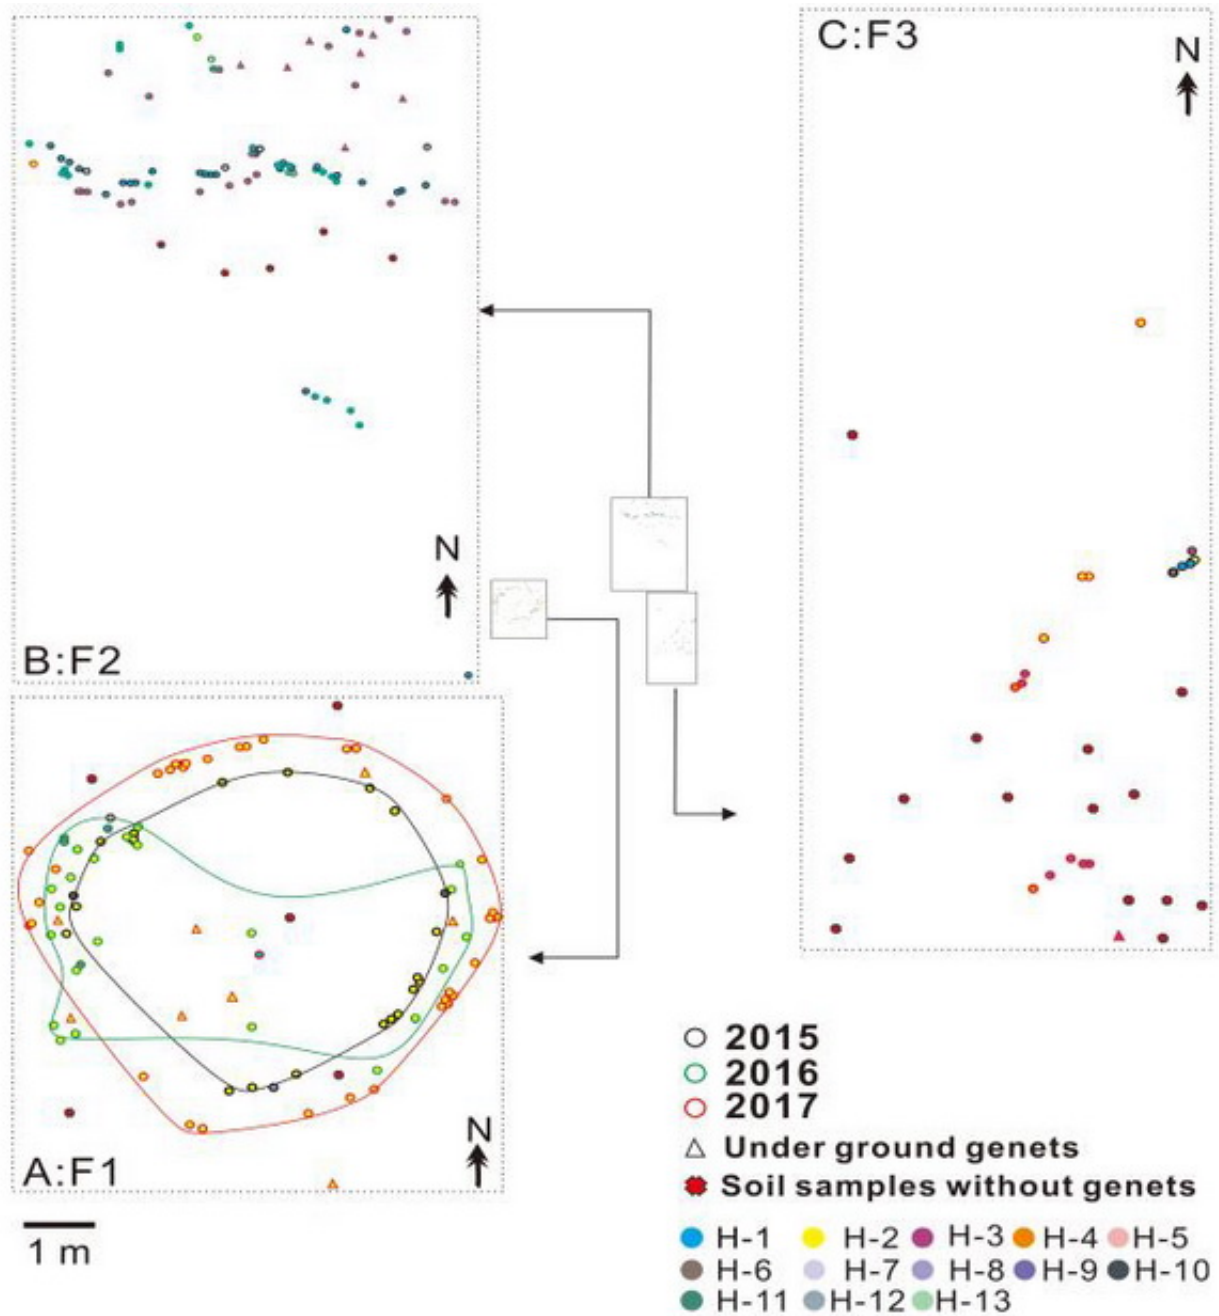 C:F3
N
N
B:F2
N
A:F1
1 m
2015
2016
2017
Under ground genets
Soil samples without genets
H-1 H-2 H-3 H-4 H-5
H-6 H-7 H-8 H-9 H-10
H-11 H-12 H-13